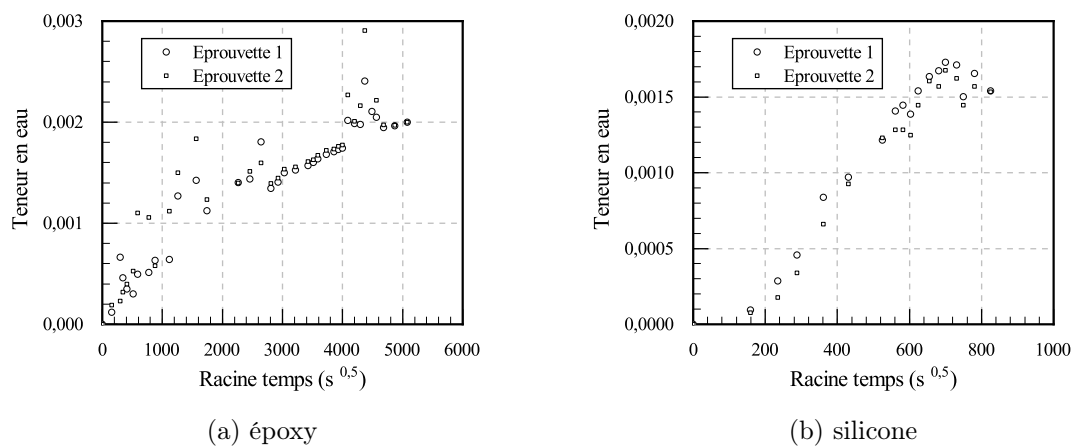 0,003
0,002
0,001
0,000
Teneur en eau
Eprouvette 1
Eprouvette 2
0 1000 2000 3000 4000 5000 6000
Racine temps (s 0,5)
(a) époxy
0,0020
0,0015
0,0010
0,0005
0,0000
Teneur en eau
Eprouvette 1
Eprouvette 2
0 200 400 600 800 1000
Racine temps (s 0,5)
(b) silicone